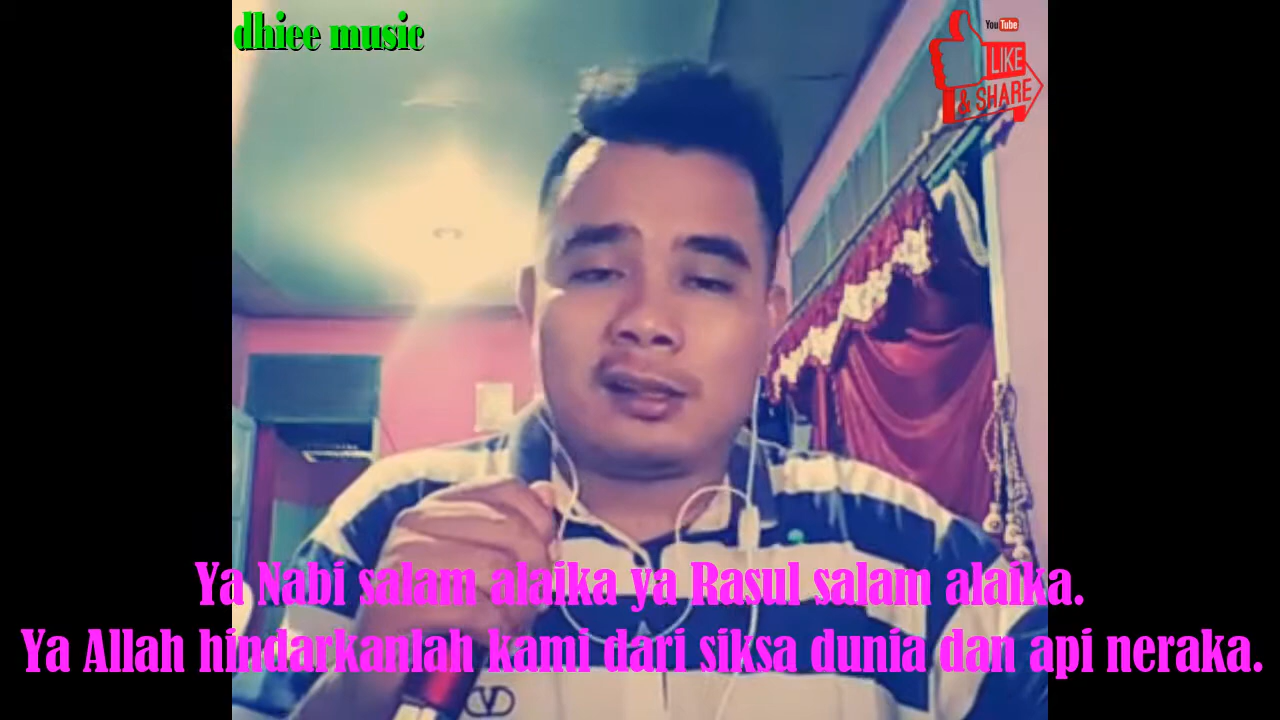 dhiee music
YouTube
LIKE
& SHARE
Ya Nabi salam alaika ya Rasul salam alaika.
Ya Allah hindarkanlah kami dari siksa dunia dan api neraka.